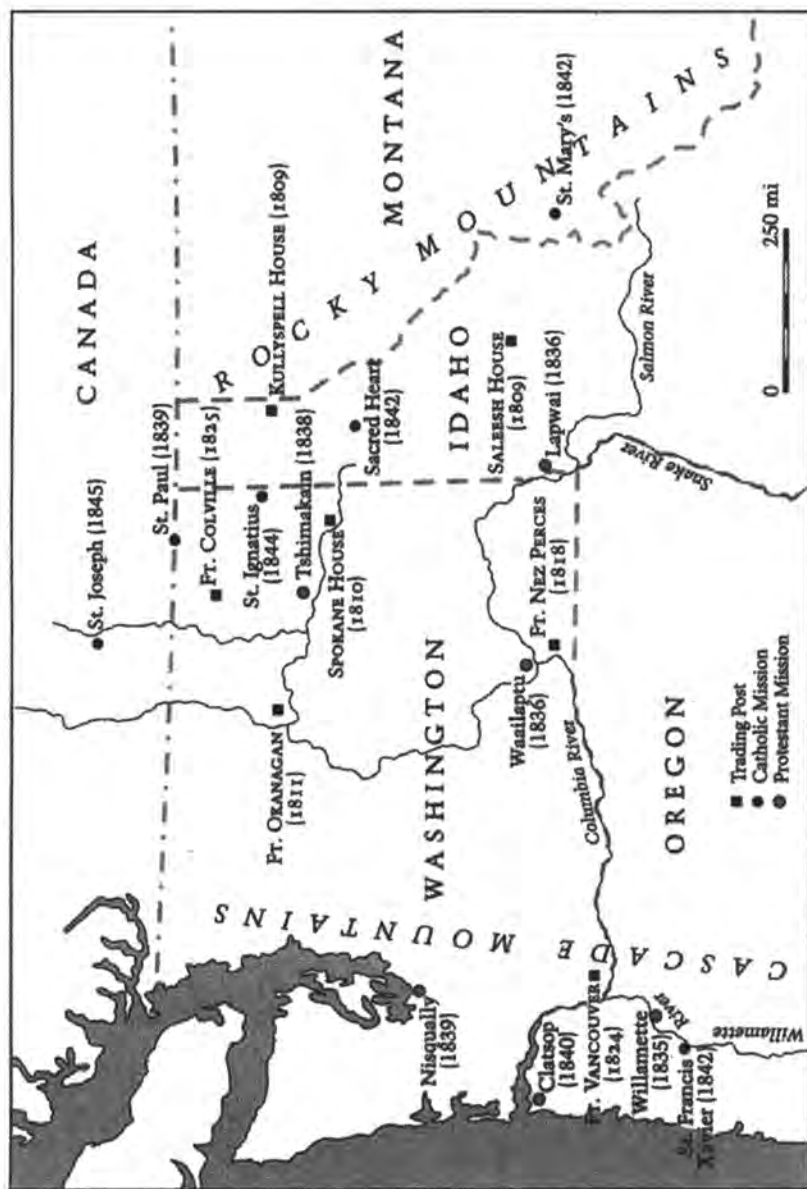 CANADA
St. Joseph (1845)
St. Paul (1839)
FT. COLVILLE (1825)
KULLYSPELL HOUSE (1809)
St. Ignatius
(1844)
Tshimakain (1838)
SPOKANE HOUSE
(1810)
FT. OKANAGAN
(1811)
Sacred Heart
(1842)
ROCKY MOUNTAINS
MONTANA
St. Mary's (1842)
IDAHO
SALEESH HOUSE
(1809)
Lapwai (1836)
Salmon River
Snake River
WASHINGTON
CASCADE MOUNTAINS
Nisqually
(1839)
Waailaptu
(1836)
FT. NEZ PERCES
(1818)
Columbia River
Clatsop
(1840)
FT. VANCOUVER
(1824)
Willamette
(1835)
St. Francis
Xavier (1842)
Willamette River
OREGON
Trading Post
Catholic Mission
Protestant Mission
0 250 mi